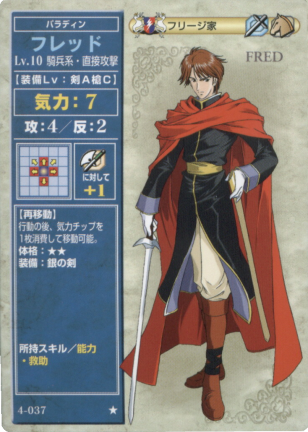 パラディン
フレッド
Lv.10 騎兵系・直接攻撃
【装備Lv：剣A槍C】
気力：7
攻：4／反：2
に対して
+1
【再移動】
行動の後、気力チップを
1枚消費して移動可能。
体格：★★
装備：銀の剣
所持スキル／能力
・救助
4-037
★
フリージ家
FRED